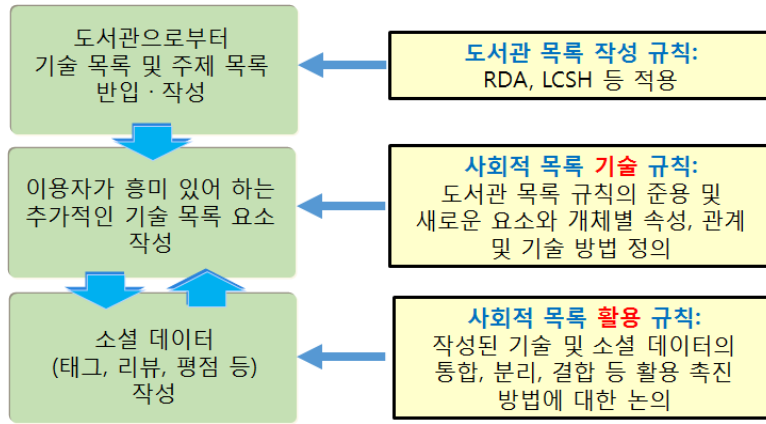 도서관으로부터
기술 목록 및 주제 목록
반입 · 작성
도서관 목록 작성 규칙:
RDA, LCSH 등 적용
이용자가 흥미 있어 하는
추가적인 기술 목록 요소
작성
사회적 목록 기술 규칙:
도서관 목록 규칙의 준용 및
새로운 요소와 개체별 속성, 관계
및 기술 방법 정의
소셜 데이터
(태그, 리뷰, 평점 등)
작성
사회적 목록 활용 규칙:
작성된 기술 및 소셜 데이터의
통합, 분리, 결합 등 활용 촉진
방법에 대한 논의